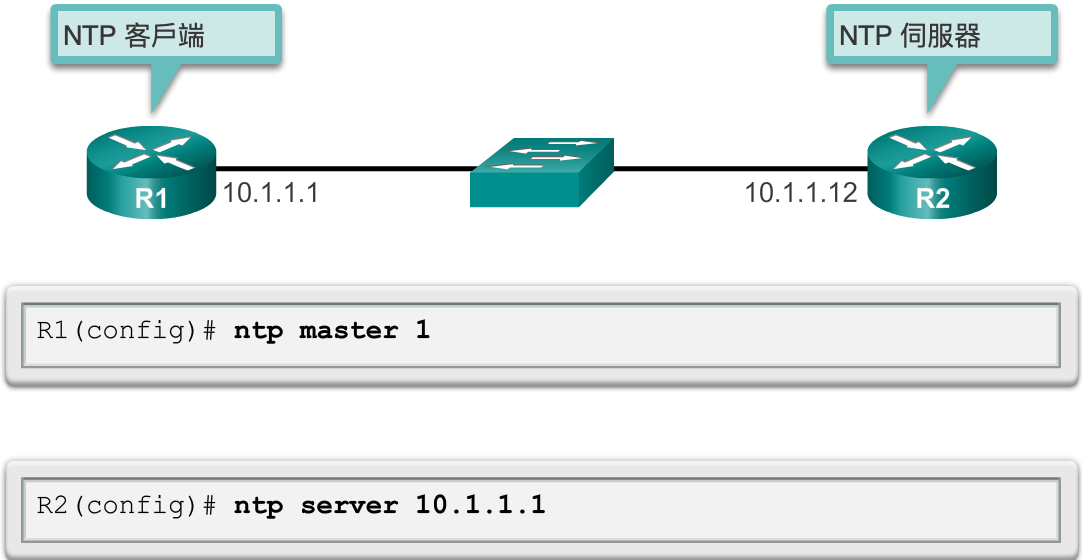 NTP 客戶端
NTP 伺服器
R1
10.1.1.1
10.1.1.12
R2
R1(config)# ntp master 1
R2(config)# ntp server 10.1.1.1